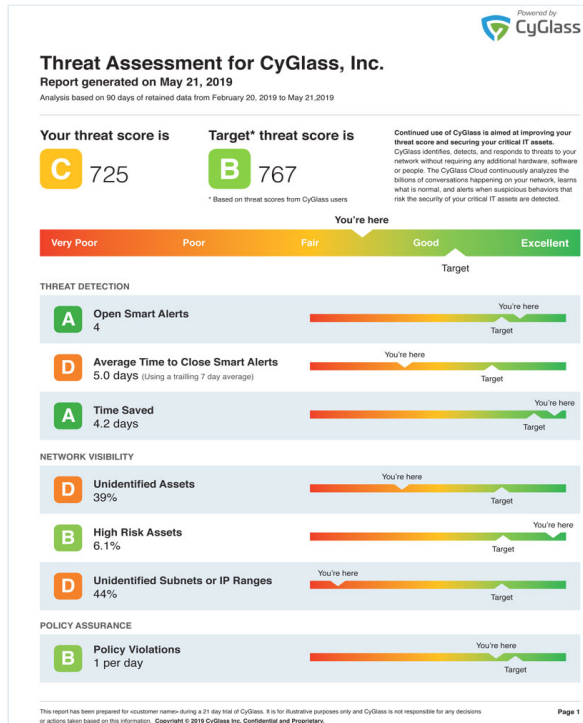 Powered by
CyGlass
Threat Assessment for CyGlass, Inc.
Report generated on May 21, 2019
Analysis based on 90 days of retained data from February 20, 2019 to May 21,2019
Your threat score is
C 725
Target* threat score is
B 767
* Based on threat scores from CyGlass users
Continued use of CyGlass is aimed at improving your
threat score and securing your critical IT assets.
CyGlass identifies, detects, and responds to threats to your
network without requiring any additional hardware, software
or people. The CyGlass Cloud continuously analyzes the
billions of conversations happening on your network, learns
what is normal, and alerts when suspicious behaviors that
risk the security of your critical IT assets are detected.
You're here
Very Poor Poor Fair Good Excellent
Target
THREAT DETECTION
A Open Smart Alerts
4
You're here
Target
D Average Time to Close Smart Alerts
5.0 days (Using a trailling 7 day average)
You're here
Target
A Time Saved
4.2 days
You're here
Target
NETWORK VISIBILITY
D Unidentified Assets
39%
You're here
Target
B High Risk Assets
6.1%
You're here
Target
D Unidentified Subnets or IP Ranges
44%
You're here
Target
POLICY ASSURANCE
B Policy Violations
1 per day
You're here
Target
This report has been prepared for <customer name> during a 21 day trial of CyGlass. It is for illustrative purposes only and CyGlass is not responsible for any decisions
or actions taken based on this information. Copyright © 2019 CyGlass Inc. Confidential and Proprietary.
Page 1